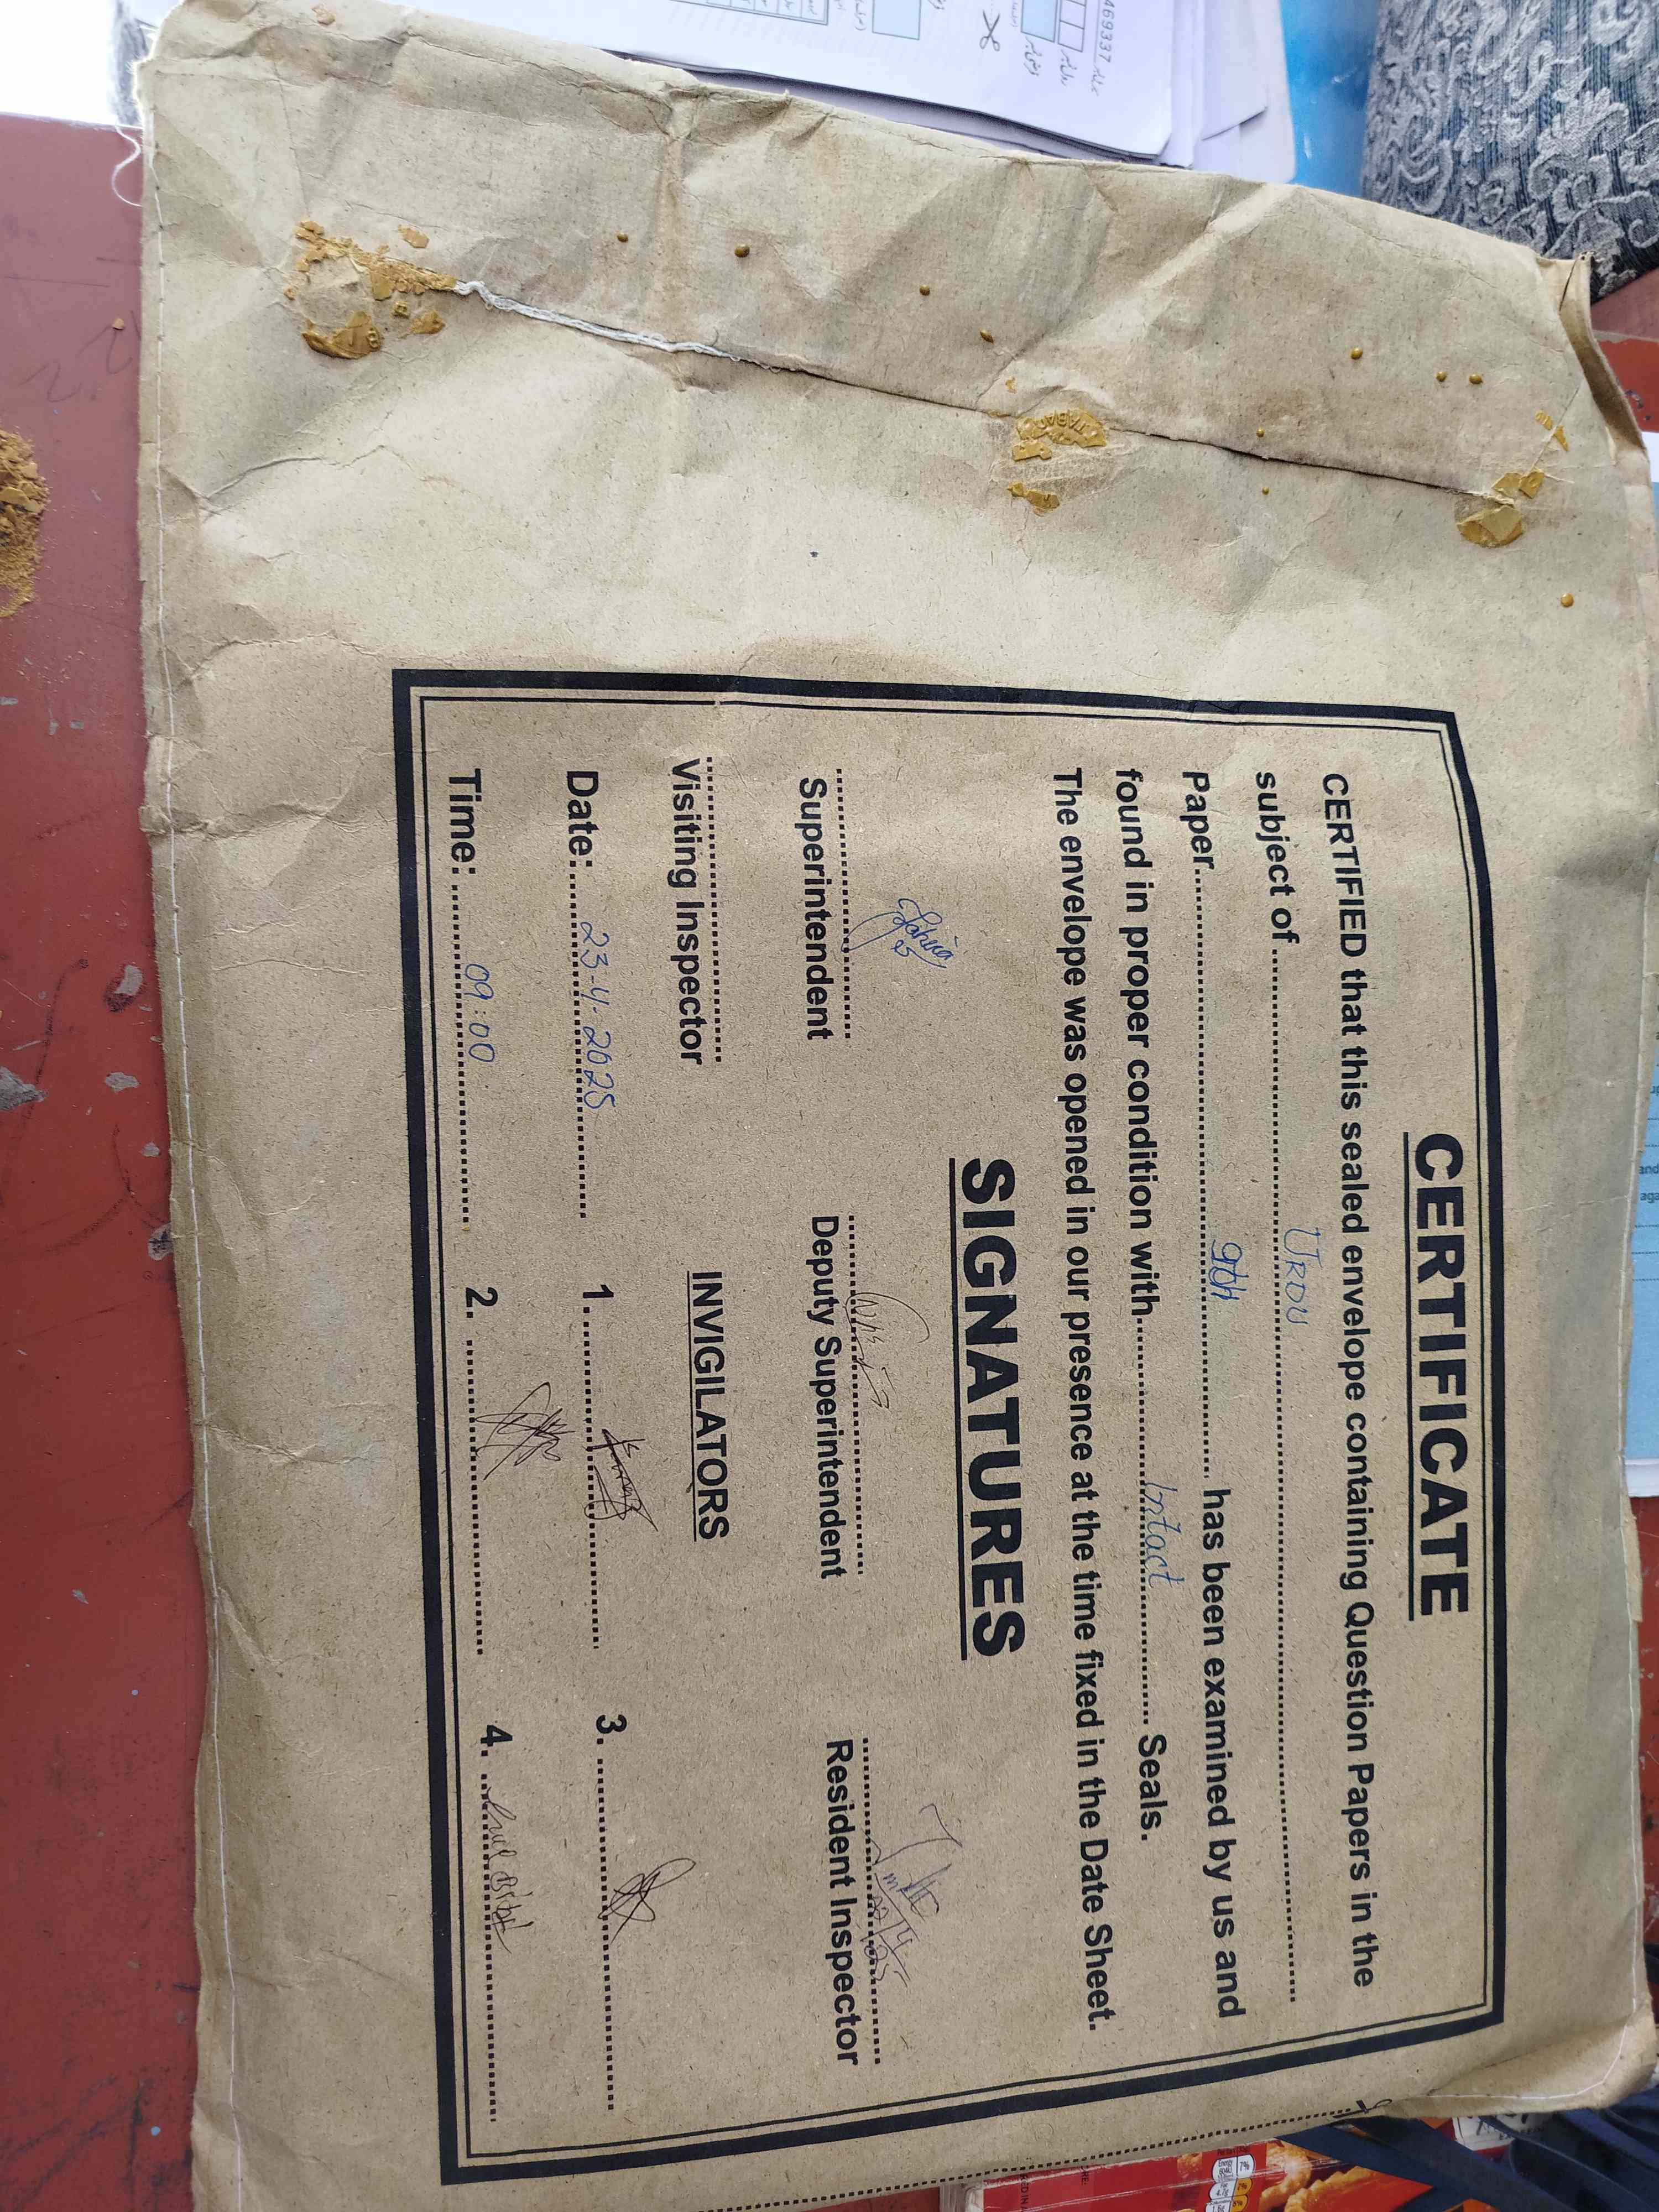 CERTIFICATE
CERTIFIED that this sealed envelope containing Question Papers in the
subject of.......... Urdu ..........
Paper.......... 9th .......... has been examined by us and
found in proper condition with.......... Intact .......... Seals.
The envelope was opened in our presence at the time fixed in the Date Sheet.
SIGNATURES
Superintendent Deputy Superintendent Resident Inspector
Visiting Inspector
INVIGILATORS
Date: 23-4-2025 1. 3.
Time: 09:00 2. 4.
469337